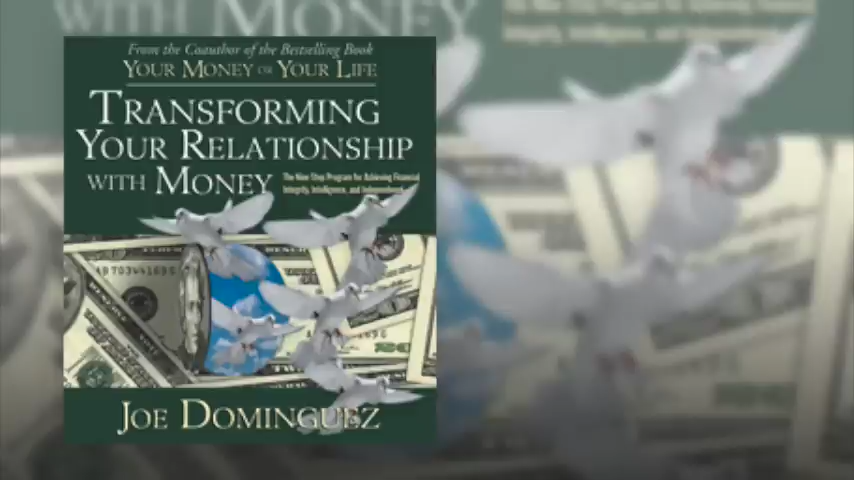 From the Coauthor of the Bestselling Book
YOUR MONEY OR YOUR LIFE
TRANSFORMING
YOUR RELATIONSHIP
WITH MONEY
The Nine-Step Program for Achieving Financial
Integrity, Intelligence, and Independence
JOE DOMINGUEZ